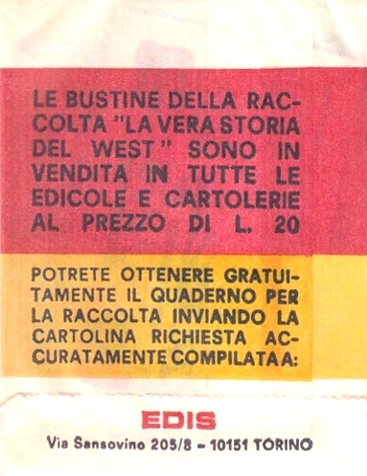 LE BUSTINE DELLA RAC-
COLTA "LA VERA STORIA
DEL WEST" SONO IN
VENDITA IN TUTTE LE
EDICOLE E CARTOLERIE
AL PREZZO DI L. 20
POTRETE OTTENERE GRATUI-
TAMENTE IL QUADERNO PER
LA RACCOLTA INVIANDO LA
CARTOLINA RICHIESTA AC-
CURATAMENTE COMPILATA A:
EDIS
Via Sansovino 205/8 - 10151 TORINO